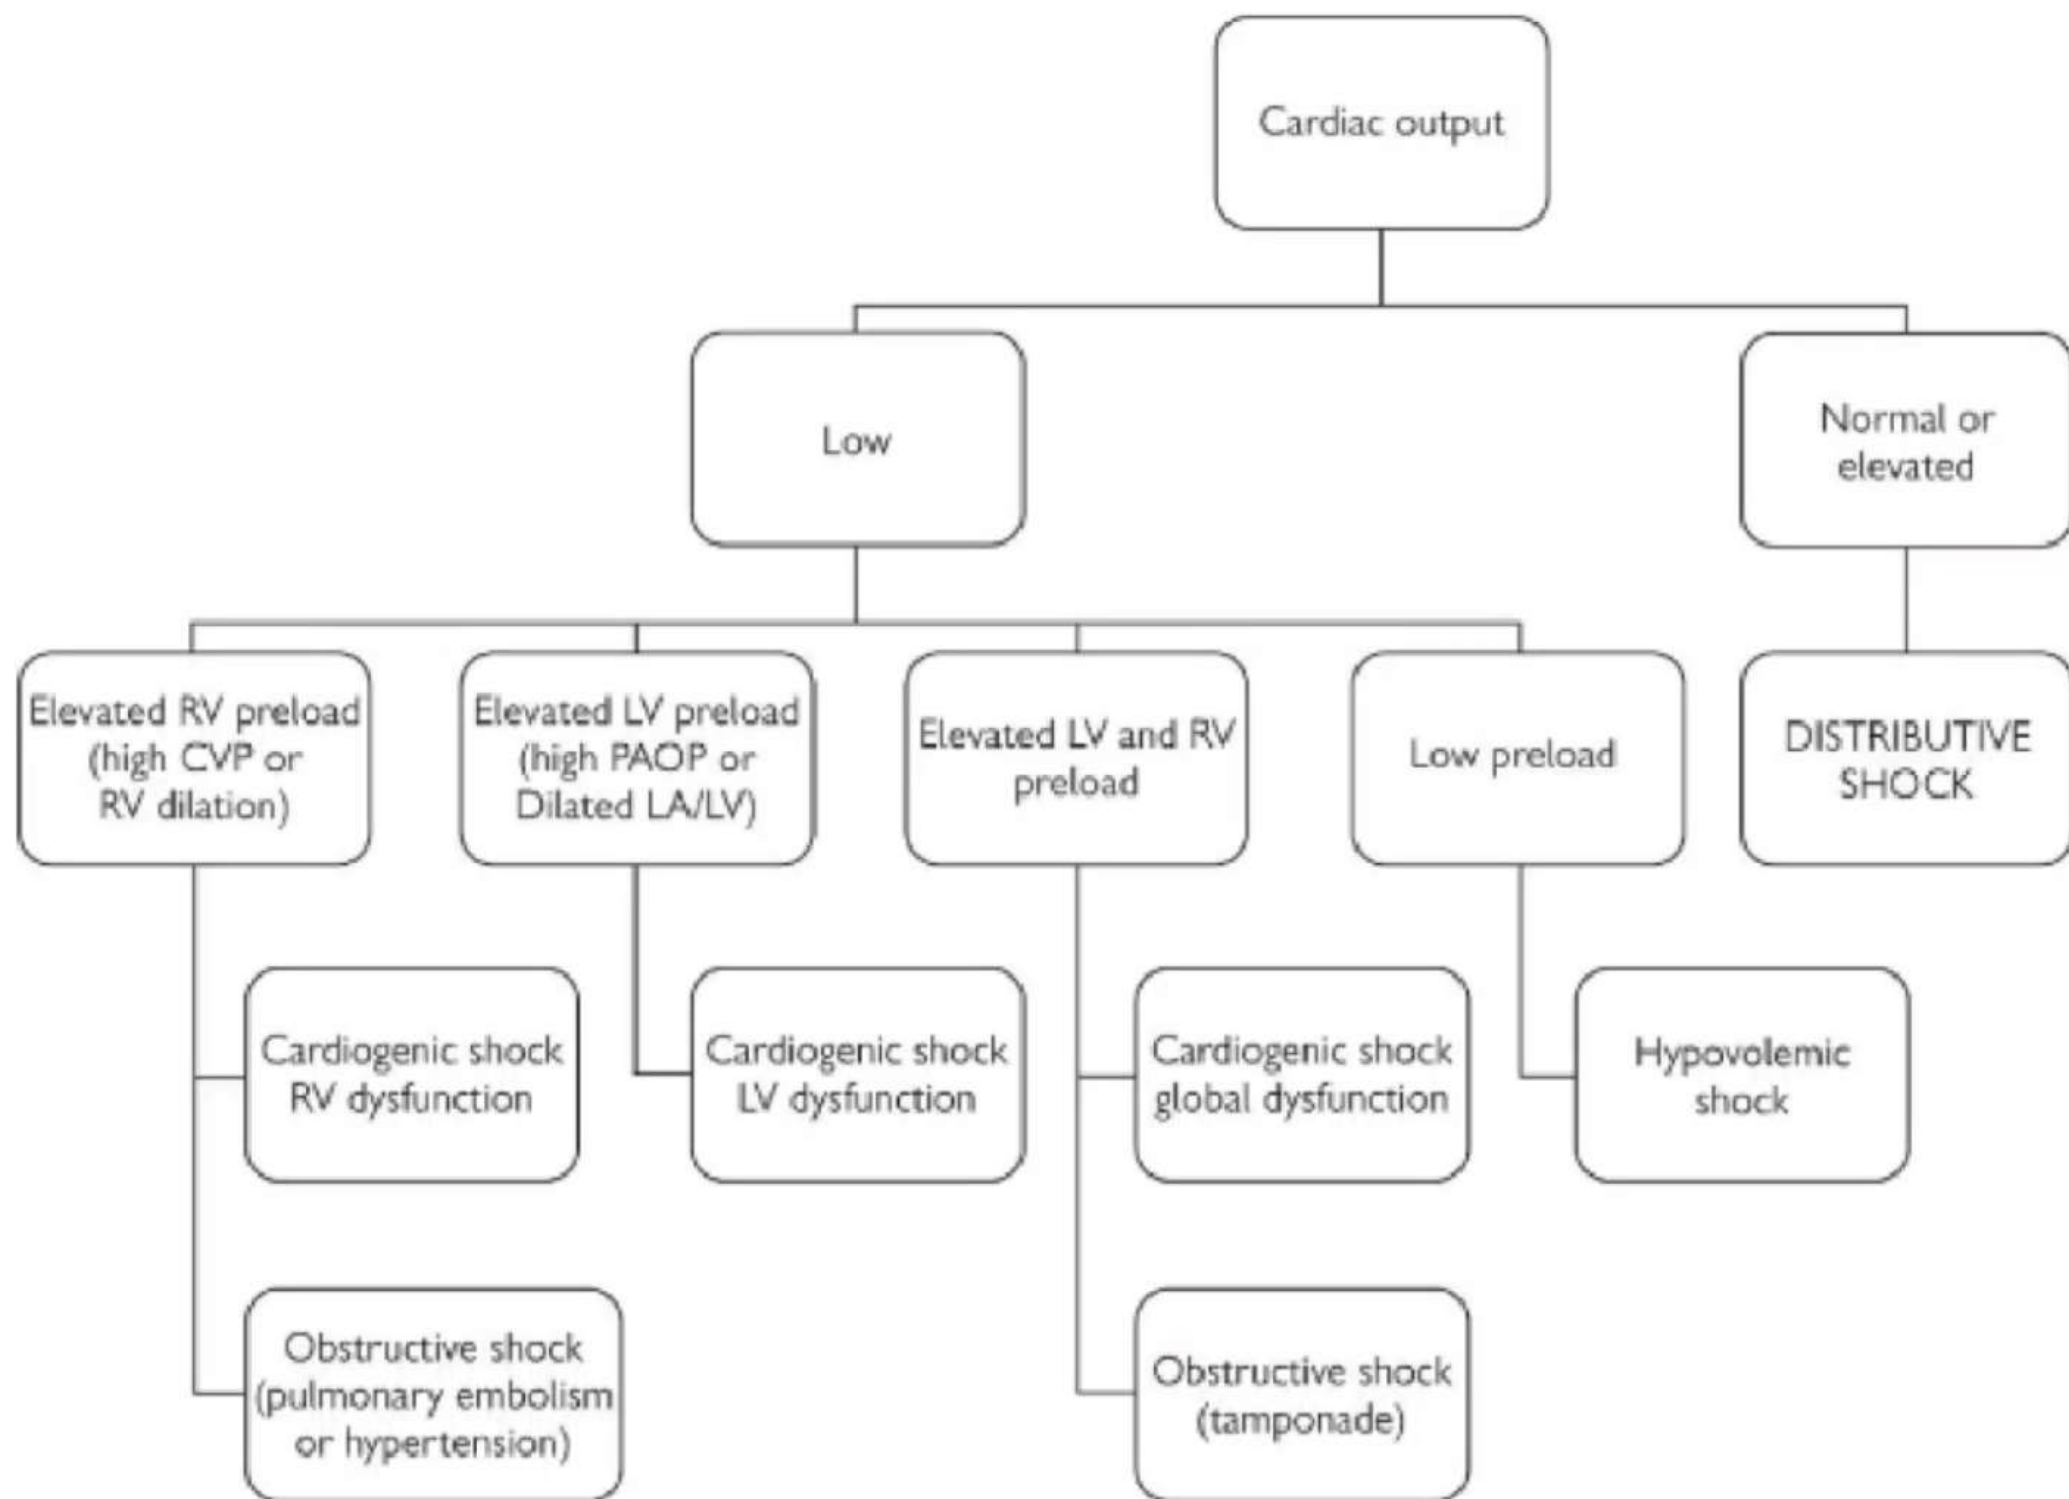 Cardiac output
Low
Normal or
elevated
Elevated RV preload
(high CVP or
RV dilation)
Elevated LV preload
(high PAOP or
Dilated LA/LV)
Elevated LV and RV
preload
Low preload
DISTRIBUTIVE
SHOCK
Cardiogenic shock
RV dysfunction
Cardiogenic shock
LV dysfunction
Cardiogenic shock
global dysfunction
Hypovolemic
shock
Obstructive shock
(pulmonary embolism
or hypertension)
Obstructive shock
(tamponade)